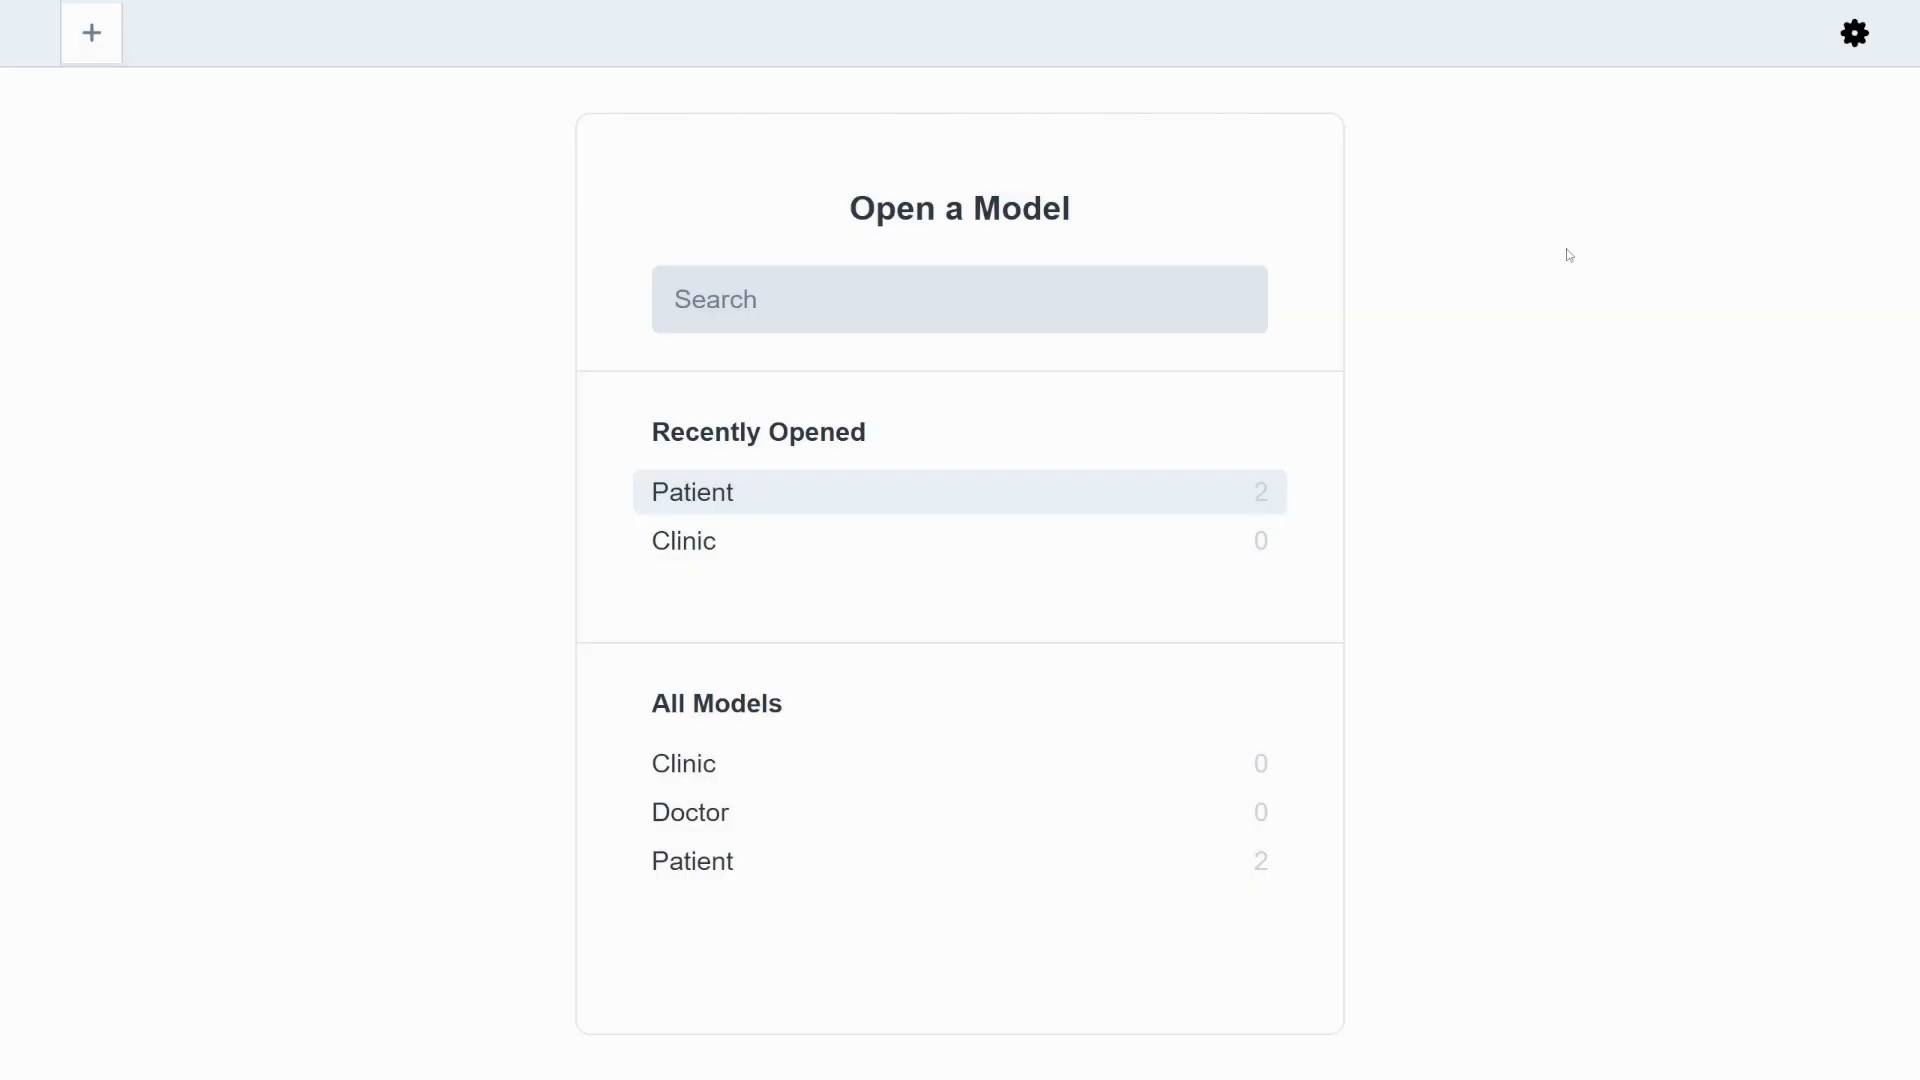 +
Open a Model
Search
Recently Opened
Patient 2
Clinic 0
All Models
Clinic 0
Doctor 0
Patient 2